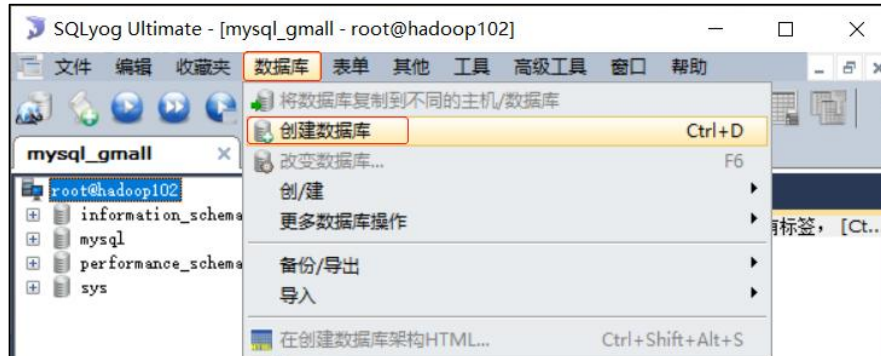 SQLyog Ultimate - [mysql_gmall - root@hadoop102]
文件 编辑 收藏夹 数据库 表单 其他 工具 高级工具 窗口 帮助
将数据库复制到不同的主机/数据库
创建数据库 Ctrl+D
mysql_gmall
改变数据库... F6
root@hadoop102
创/建
information_schema
更多数据库操作
有标签， [Ct...
mysql
performance_schema
备份/导出
sys
导入
在创建数据库架构HTML... Ctrl+Shift+Alt+S